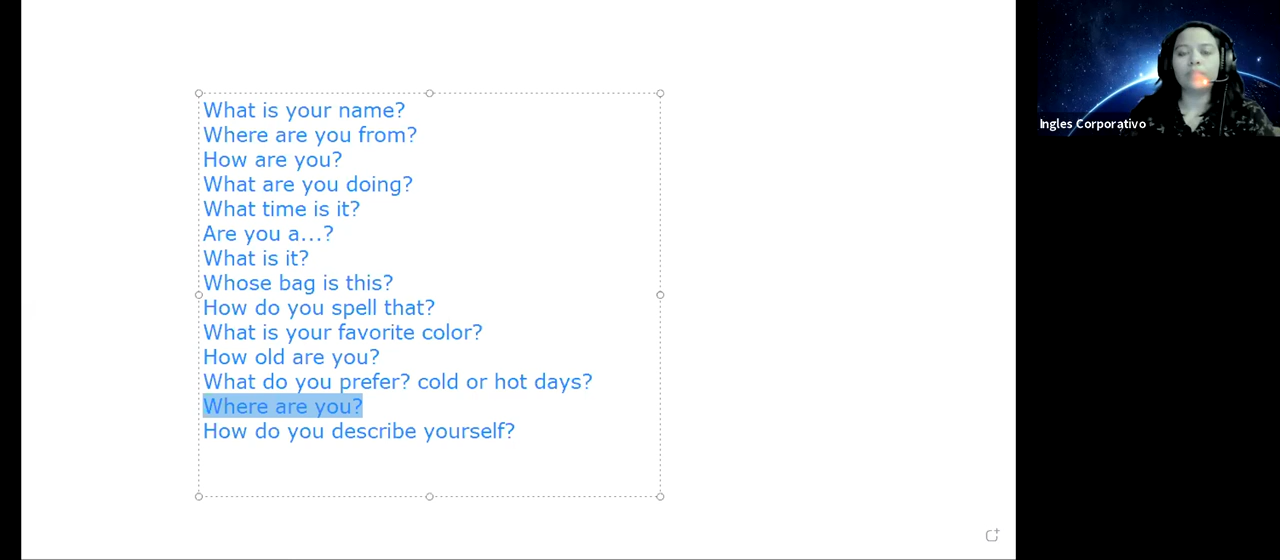 What is your name?
Where are you from?
How are you?
What are you doing?
What time is it?
Are you a...?
What is it?
Whose bag is this?
How do you spell that?
What is your favorite color?
How old are you?
What do you prefer? cold or hot days?
Where are you?
How do you describe yourself?
Ingles Corporativo